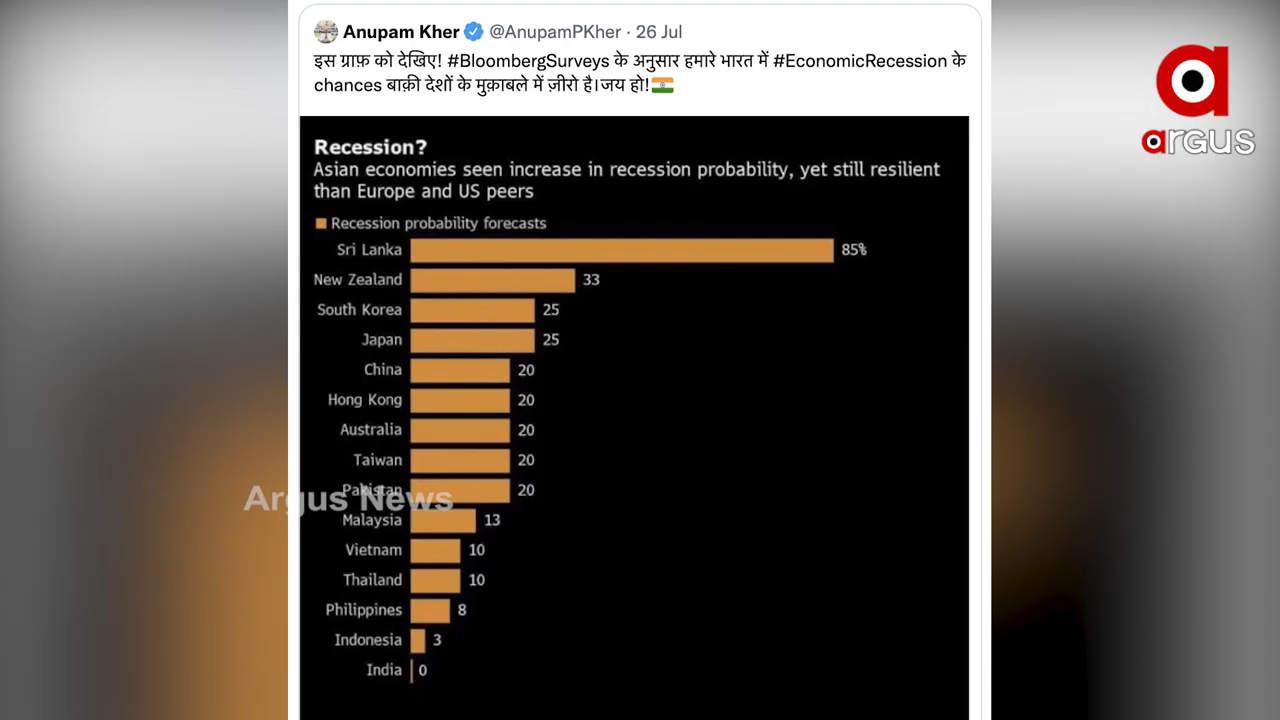 Anupam Kher @AnupamPKher · 26 Jul
इस ग्राफ़ को देखिए! #BloombergSurveys के अनुसार हमारे भारत में #EconomicRecession के
chances बाक़ी देशों के मुक़ाबले में ज़ीरो है।जय हो!🇮🇳
argus
Recession?
Asian economies seen increase in recession probability, yet still resilient
than Europe and US peers
Recession probability forecasts
Sri Lanka 85%
New Zealand 33
South Korea 25
Japan 25
China 20
Hong Kong 20
Australia 20
Taiwan 20
Pakistan 20
Argus News
Malaysia 13
Vietnam 10
Thailand 10
Philippines 8
Indonesia 3
India 0